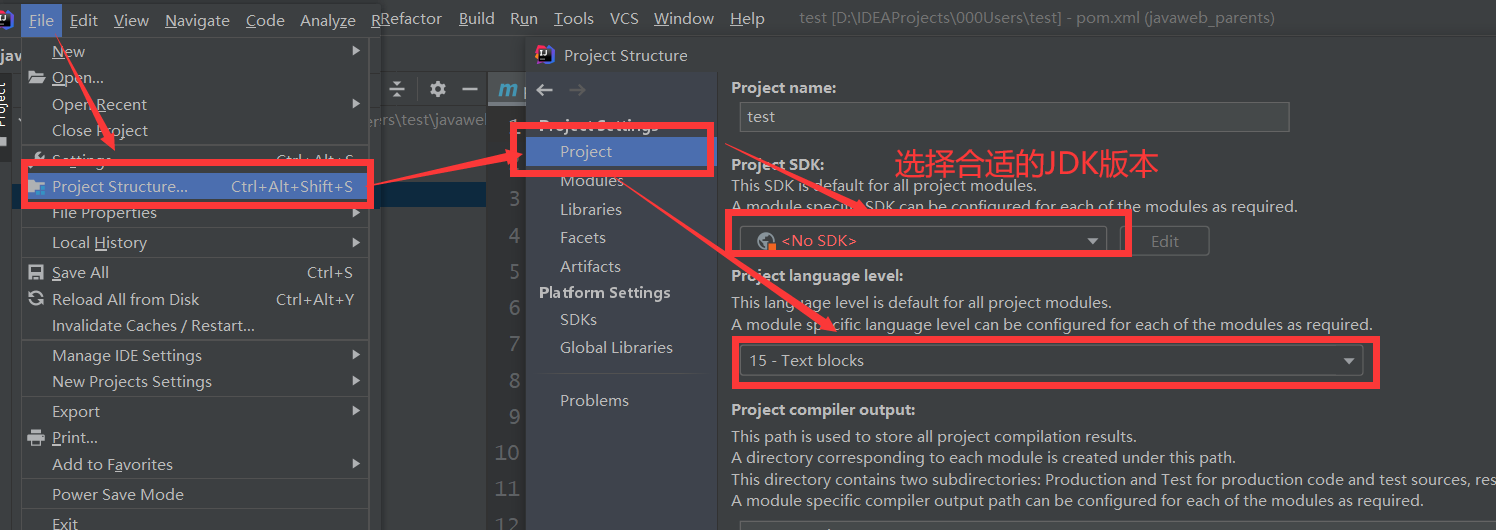 File Edit View Navigate Code Analyze RRefactor Build Run Tools VCS Window Help test [D:\IDEAProjects\000Users\test] - pom.xml (javaweb_parents)
jav
Project
New
Open...
Open Recent
Close Project
Settings... Ctrl+Alt+S
Project Structure... Ctrl+Alt+Shift+S
File Properties
Local History
Save All Ctrl+S
Reload All from Disk Ctrl+Alt+Y
Invalidate Caches / Restart...
Manage IDE Settings
New Projects Settings
Export
Print...
Add to Favorites
Power Save Mode
Exit
ers\test\javawe
m
1
3
4
5
6
7
8
9
10
11
12
Project Structure
Project Settings
Project
Modules
Libraries
Facets
Artifacts
Platform Settings
SDKs
Global Libraries
Problems
Project name:
test
选择合适的JDK版本
Project SDK:
This SDK is default for all project modules.
A module specific SDK can be configured for each of the modules as required.
<No SDK> Edit
Project language level:
This language level is default for all project modules.
A module specific language level can be configured for each of the modules as required.
15 - Text blocks
Project compiler output:
This path is used to store all project compilation results.
A directory corresponding to each module is created under this path.
This directory contains two subdirectories: Production and Test for production code and test sources, res
A module specific compiler output path can be configured for each of the modules as required.